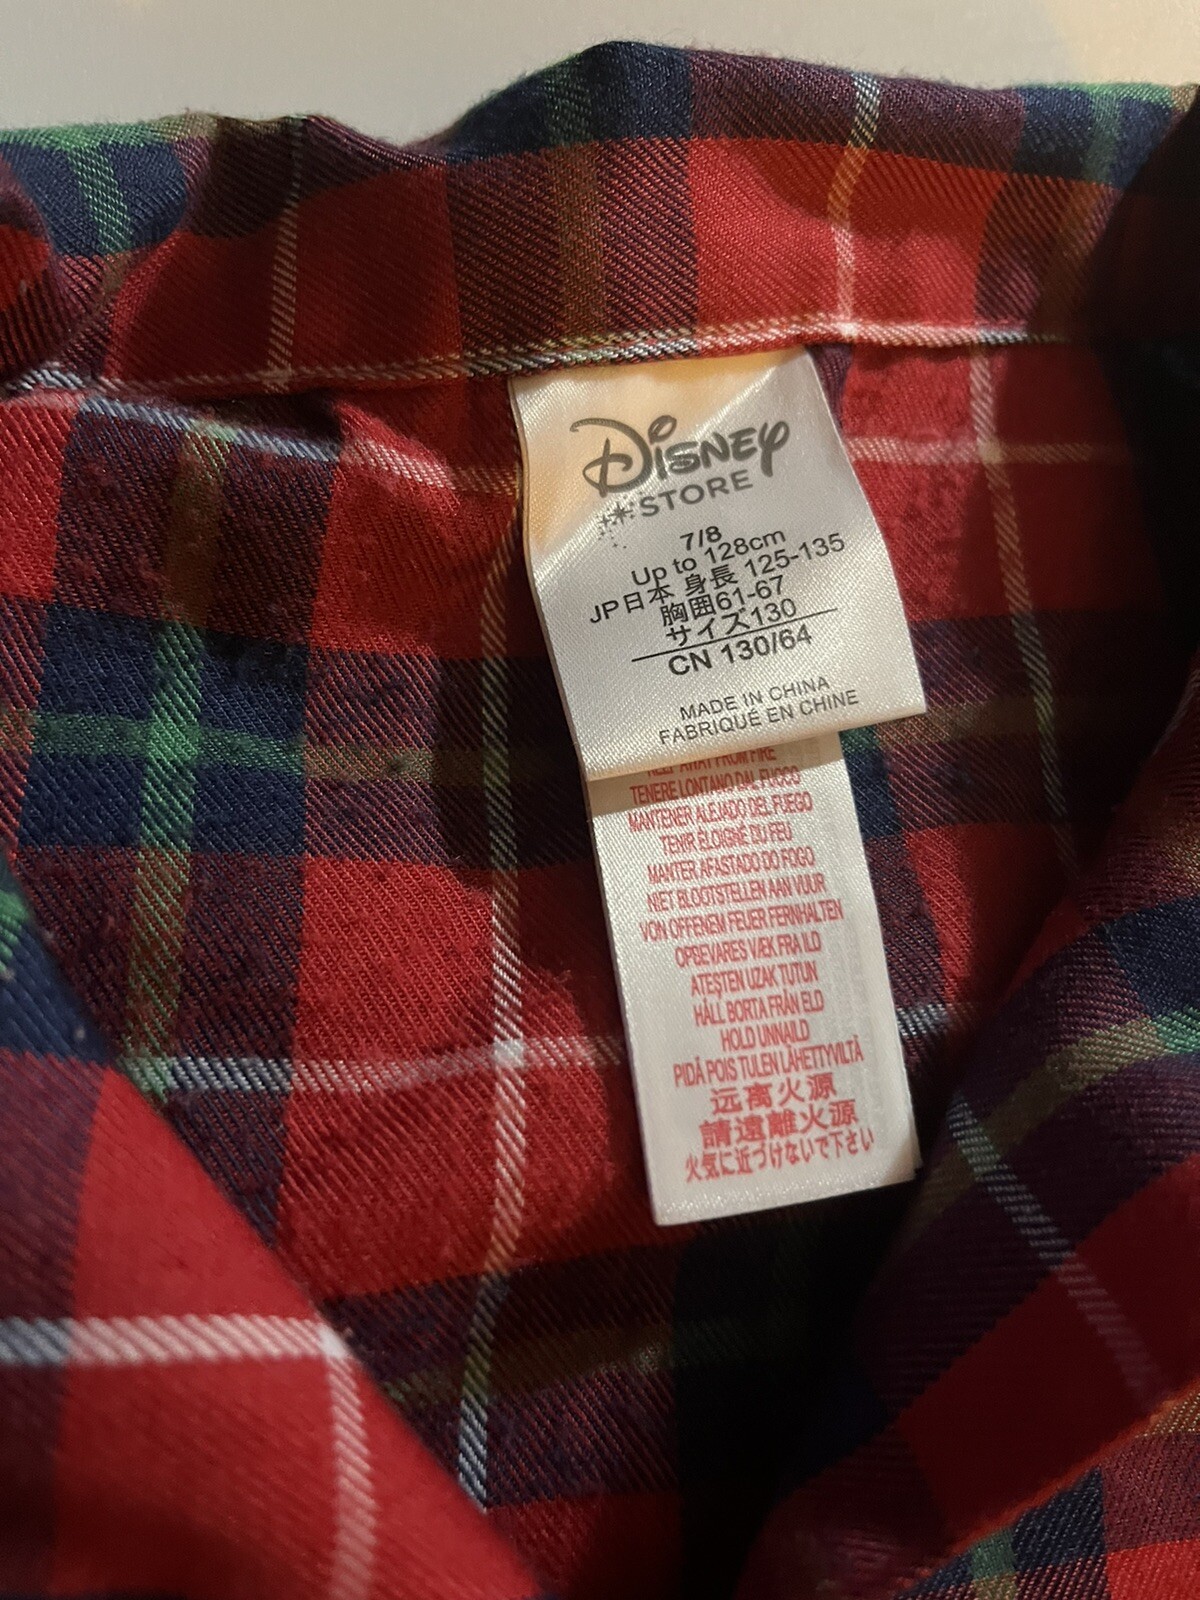 Disney
STORE
7/8
Up to 128cm
JP日本 身長 125-135
胸囲61-67
サイズ130
CN 130/64
MADE IN CHINA
FABRIQUÉ EN CHINE
KEEP AWAY FROM FIRE
TENERE LONTANO DAL FUOCO
MANTENER ALEJADO DEL FUEGO
TENIR ÉLOIGNÉ DU FEU
MANTER AFASTADO DO FOGO
NIET BLOOTSTELLEN AAN VUUR
VON OFFENEM FEUER FERNHALTEN
OPBEVARES VÆK FRA ILD
ATEŞTEN UZAK TUTUN
HÅLL BORTA FRÅN ELD
HOLD UNNA ILD
PIDÄ POIS TULEN LÄHETTYVILTÄ
远离火源
請遠離火源
火気に近づけないで下さい